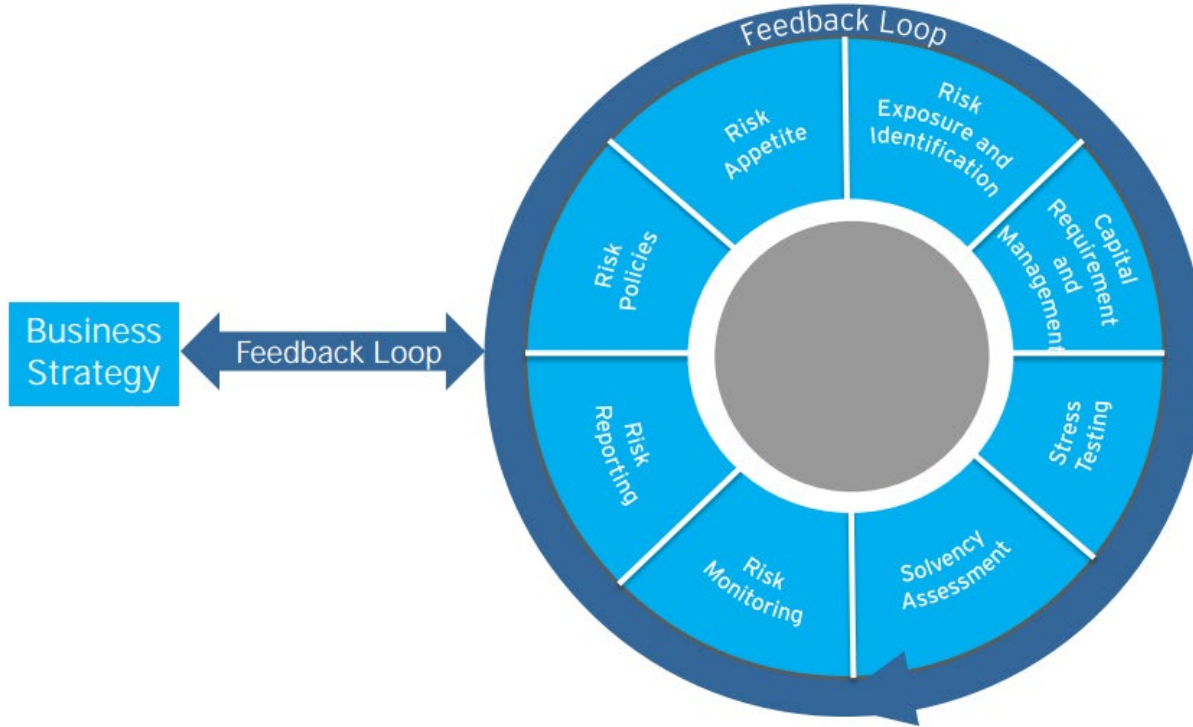 Feedback Loop
Risk
Exposure and
Identification
Capital
Requirement
and
Management
Stress
Testing
Solvency
Assessment
Risk
Monitoring
Risk
Reporting
Risk
Policies
Risk
Appetite
Business
Strategy
Feedback Loop